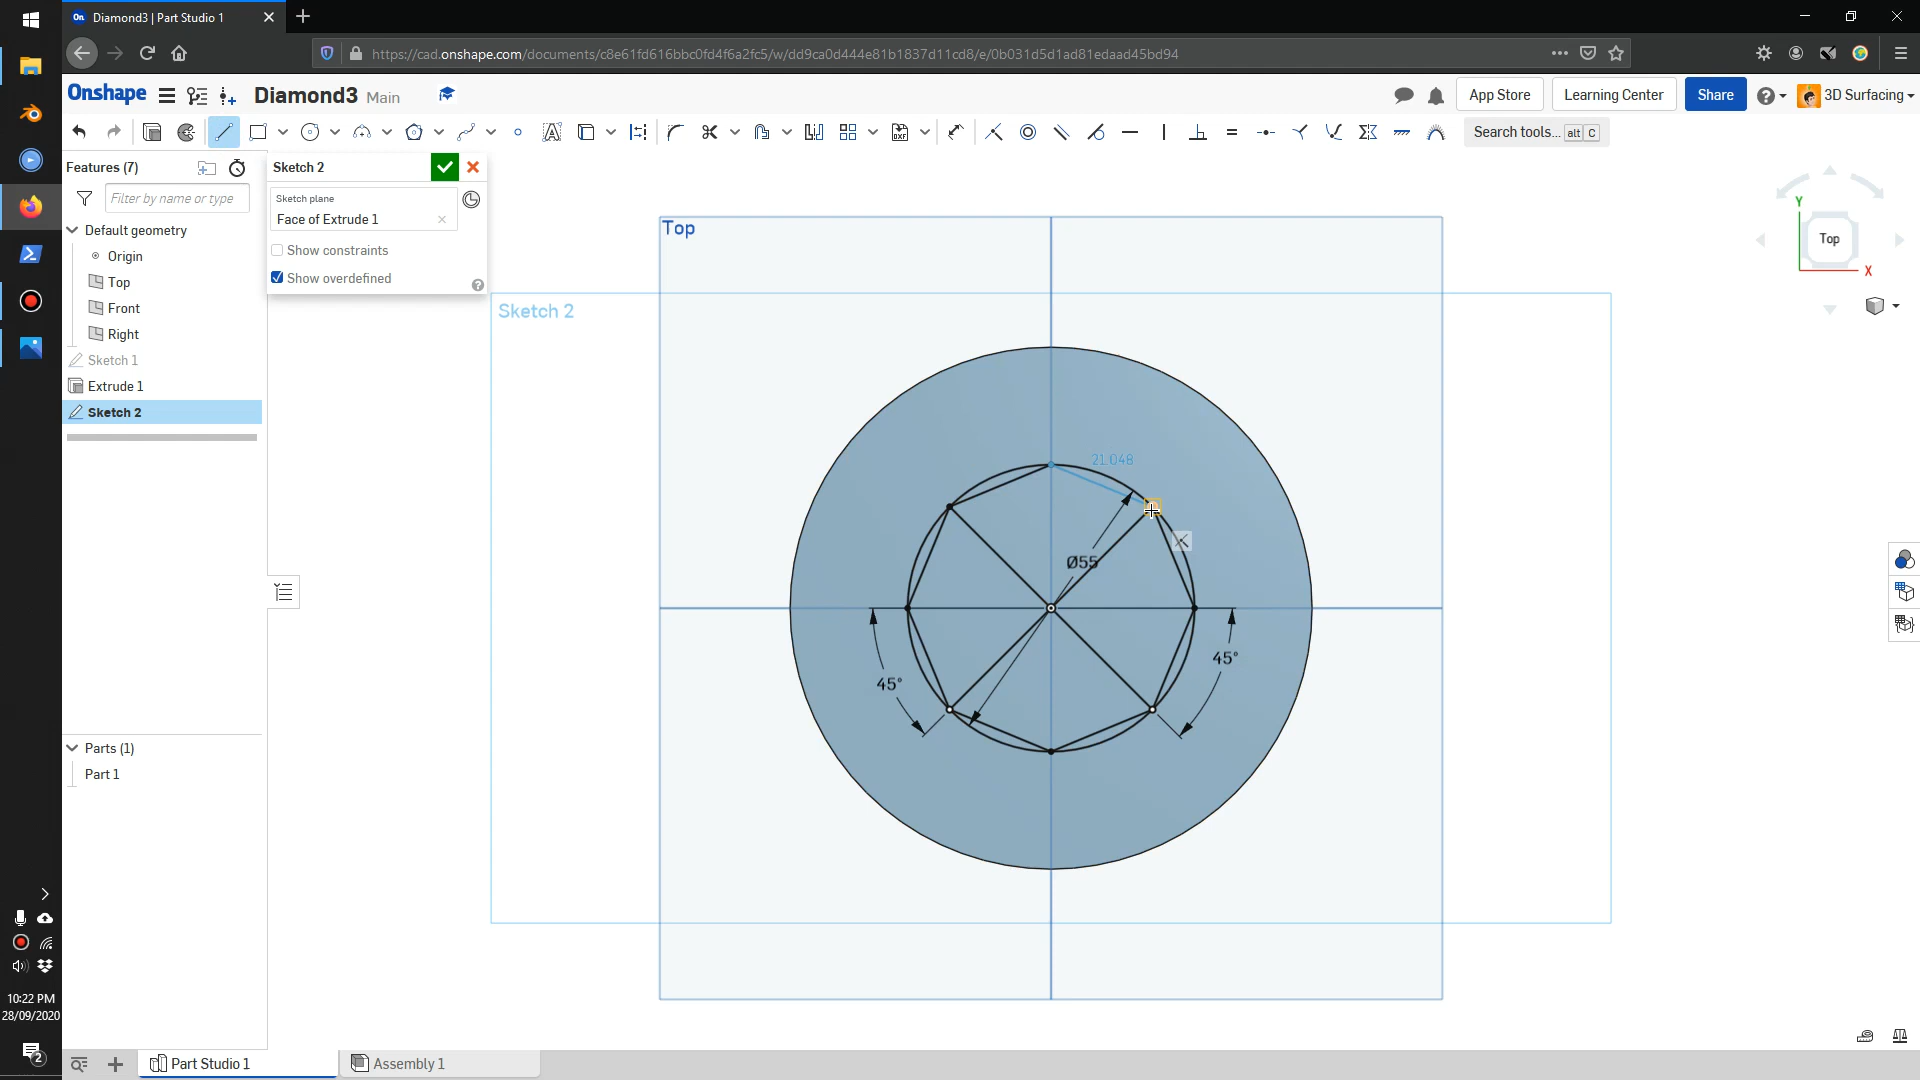 Diamond3 | Part Studio 1
https://cad.onshape.com/documents/c8e61fd616bbc0fd4f6a2fc5/w/dd9ca0d444e81b1837d11cd8/e/0b031d5d1ad81edaad45bd94
Onshape
Diamond3 Main
App Store
Learning Center
Share
3D Surfacing
Search tools... alt C
Features (7)
Filter by name or type
Default geometry
Origin
Top
Front
Right
Sketch 1
Extrude 1
Sketch 2
Sketch 2
Sketch plane
Face of Extrude 1
Show constraints
Show overdefined
Top
Sketch 2
21.048
Ø55
45°
45°
Y
Top
X
Parts (1)
Part 1
10:22 PM
28/09/2020
2
Part Studio 1
Assembly 1